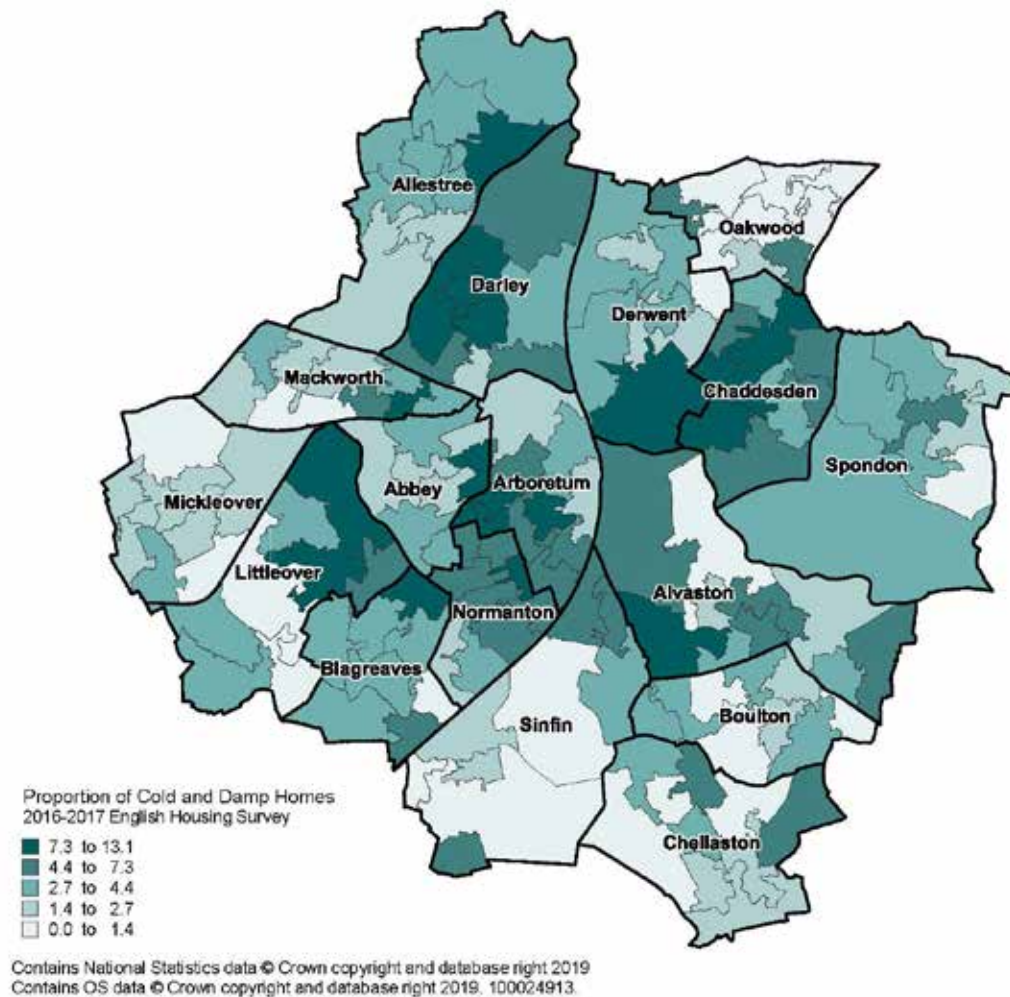 Allestree
Oakwood
Darley
Derwent
Mackworth
Chaddesden
Spondon
Mickleover
Abbey
Arboretum
Littleover
Normanton
Alvaston
Blagreaves
Sinfin
Boulton
Chellaston
Proportion of Cold and Damp Homes
2016-2017 English Housing Survey
7.3 to 13.1
4.4 to 7.3
2.7 to 4.4
1.4 to 2.7
0.0 to 1.4
Contains National Statistics data © Crown copyright and database right 2019
Contains OS data © Crown copyright and database right 2019. 100024913.